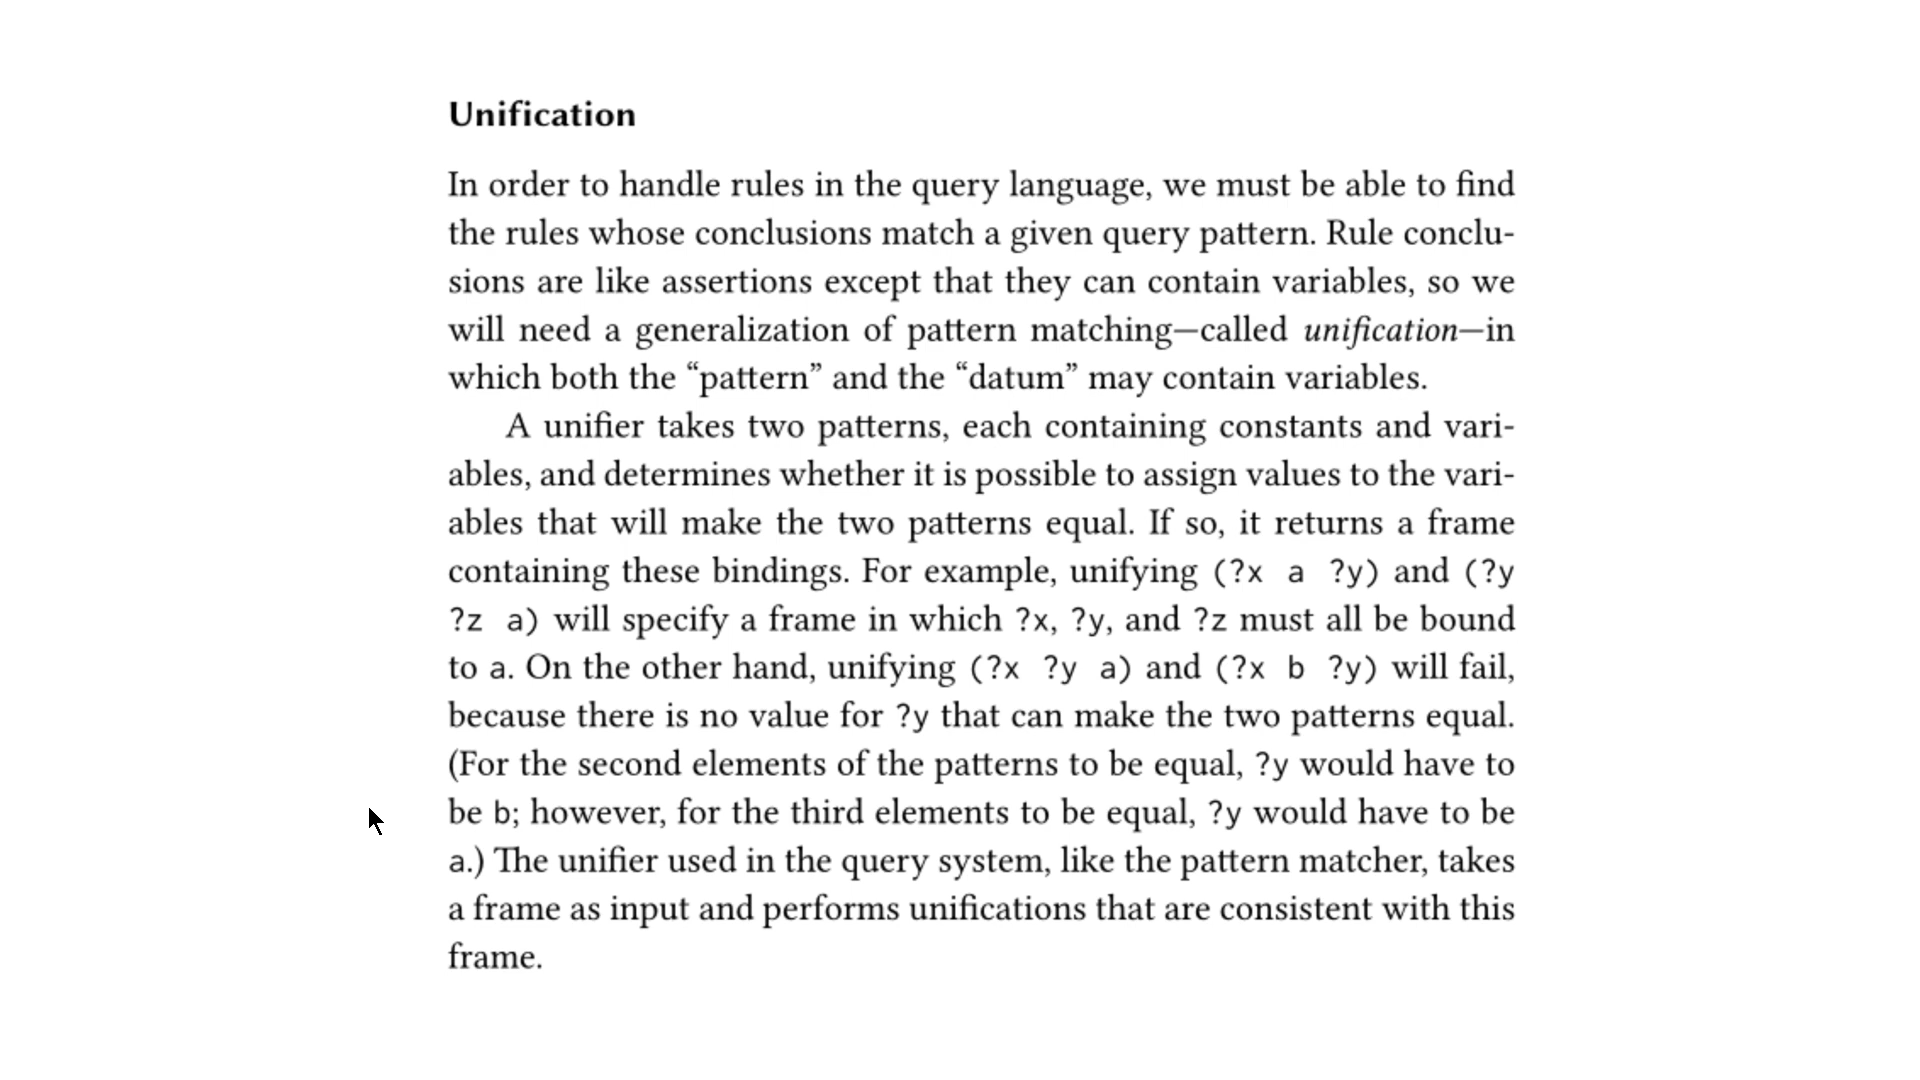 Unification
In order to handle rules in the query language, we must be able to find
the rules whose conclusions match a given query pattern. Rule conclu-
sions are like assertions except that they can contain variables, so we
will need a generalization of pattern matching—called unification—in
which both the “pattern” and the “datum” may contain variables.
A unifier takes two patterns, each containing constants and vari-
ables, and determines whether it is possible to assign values to the vari-
ables that will make the two patterns equal. If so, it returns a frame
containing these bindings. For example, unifying (?x a ?y) and (?y
?z a) will specify a frame in which ?x, ?y, and ?z must all be bound
to a. On the other hand, unifying (?x ?y a) and (?x b ?y) will fail,
because there is no value for ?y that can make the two patterns equal.
(For the second elements of the patterns to be equal, ?y would have to
be b; however, for the third elements to be equal, ?y would have to be
a.) The unifier used in the query system, like the pattern matcher, takes
a frame as input and performs unifications that are consistent with this
frame.